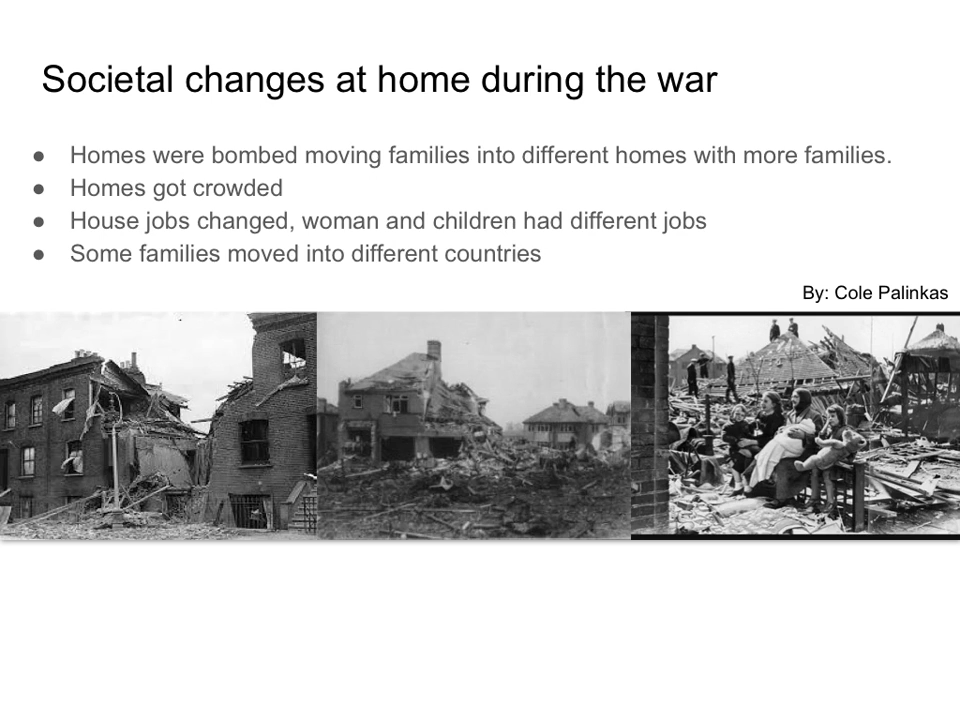 Societal changes at home during the war
● Homes were bombed moving families into different homes with more families.
● Homes got crowded
● House jobs changed, woman and children had different jobs
● Some families moved into different countries
By: Cole Palinkas